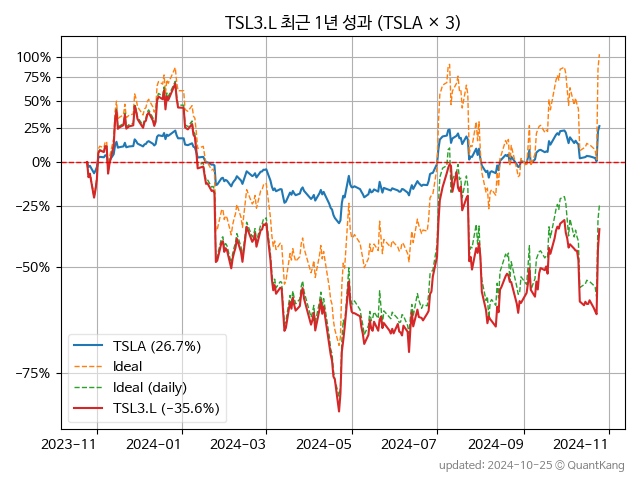 TSL3.L 최근 1년 성과 (TSLA × 3)
100%
75%
50%
25%
0%
−25%
−50%
−75%
TSLA (26.7%)
Ideal
Ideal (daily)
TSL3.L (−35.6%)
2023−11
2024−01
2024−03
2024−05
2024−07
2024−09
2024−11
updated: 2024-10-25 © QuantKang